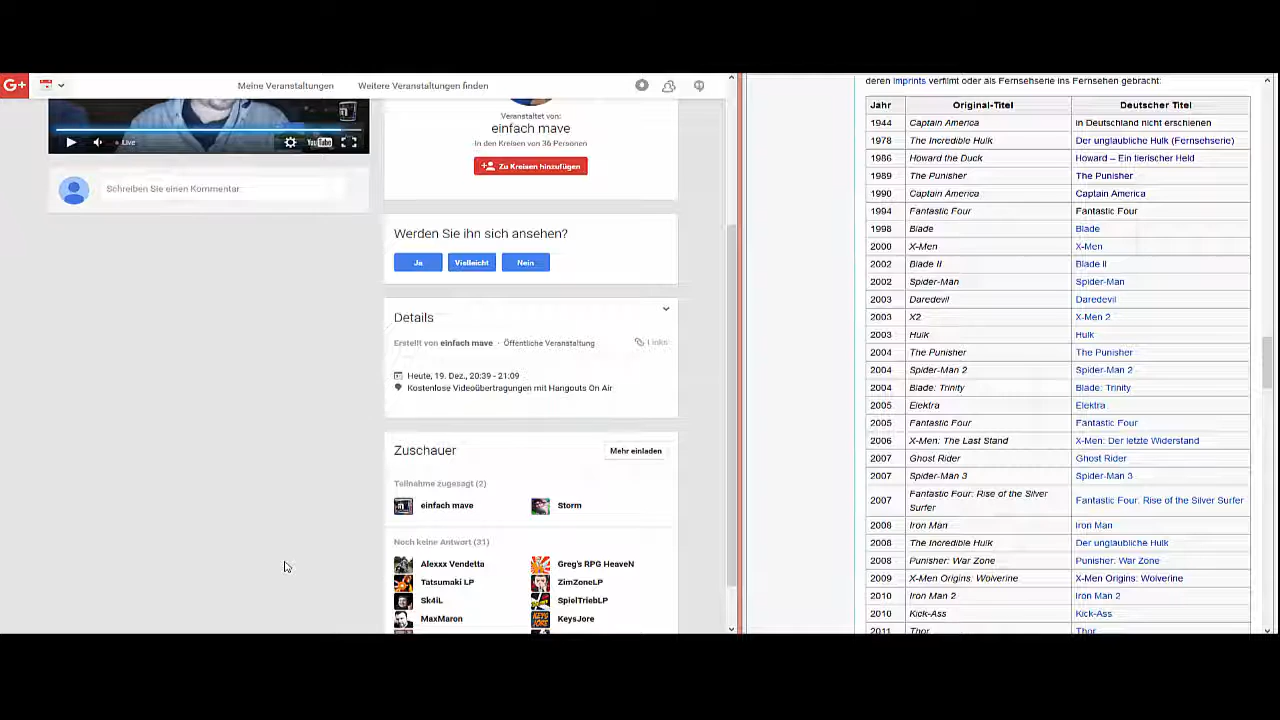 G+
Meine Veranstaltungen Weitere Veranstaltungen finden
Live
YouTube
Schreiben Sie einen Kommentar
Veranstaltet von:
einfach mave
In den Kreisen von 36 Personen
Zu Kreisen hinzufügen
Werden Sie ihn sich ansehen?
Ja Vielleicht Nein
Details
Erstellt von einfach mave · Öffentliche Veranstaltung Links
Heute, 19. Dez., 20:39 - 21:09
Kostenlose Videoübertragungen mit Hangouts On Air
Zuschauer Mehr einladen
Teilnahme zugesagt (2)
einfach mave Storm
Noch keine Antwort (31)
Alexxx Vendetta Greg's RPG HeaveN
Tatsumaki LP ZimZoneLP
Sk4iL SpielTriebLP
MaxMaron KeysJore
deren Imprints verfilmt oder als Fernsehserie ins Fernsehen gebracht:
Jahr Original-Titel Deutscher Titel
1944 Captain America in Deutschland nicht erschienen
1978 The Incredible Hulk Der unglaubliche Hulk (Fernsehserie)
1986 Howard the Duck Howard – Ein tierischer Held
1989 The Punisher The Punisher
1990 Captain America Captain America
1994 Fantastic Four Fantastic Four
1998 Blade Blade
2000 X-Men X-Men
2002 Blade II Blade II
2002 Spider-Man Spider-Man
2003 Daredevil Daredevil
2003 X2 X-Men 2
2003 Hulk Hulk
2004 The Punisher The Punisher
2004 Spider-Man 2 Spider-Man 2
2004 Blade: Trinity Blade: Trinity
2005 Elektra Elektra
2005 Fantastic Four Fantastic Four
2006 X-Men: The Last Stand X-Men: Der letzte Widerstand
2007 Ghost Rider Ghost Rider
2007 Spider-Man 3 Spider-Man 3
2007 Fantastic Four: Rise of the Silver Surfer Fantastic Four: Rise of the Silver Surfer
2008 Iron Man Iron Man
2008 The Incredible Hulk Der unglaubliche Hulk
2008 Punisher: War Zone Punisher: War Zone
2009 X-Men Origins: Wolverine X-Men Origins: Wolverine
2010 Iron Man 2 Iron Man 2
2010 Kick-Ass Kick-Ass
2011 Thor Thor